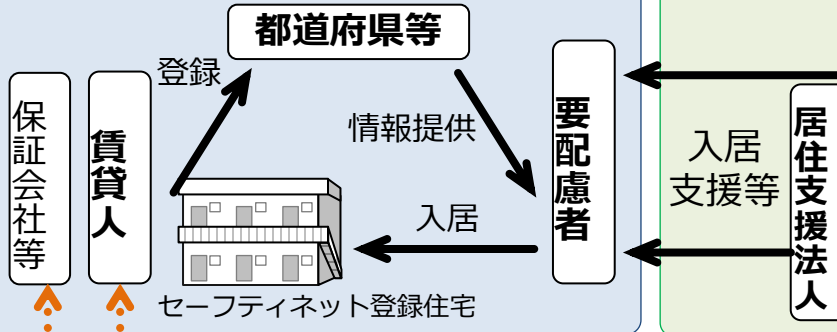 都道府県等
登録
情報提供
保証会社等
賃貸人
要配慮者
入居
入居
支援等
居住支援法人
セーフティネット登録住宅